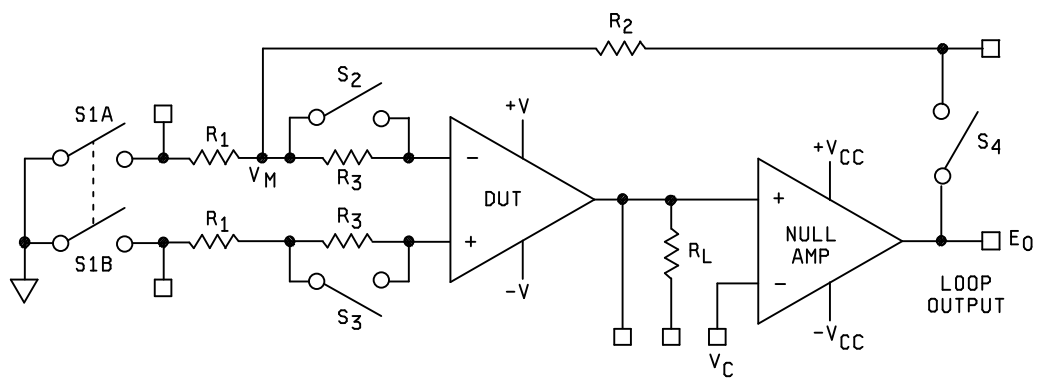 R2
S2
S1A
+V
R1
S4
+VCC
VM
R3
−
DUT
+
R1
R3
NULL
AMP
+
E0
RL
S1B
−V
−
LOOP
OUTPUT
S3
−VCC
VC